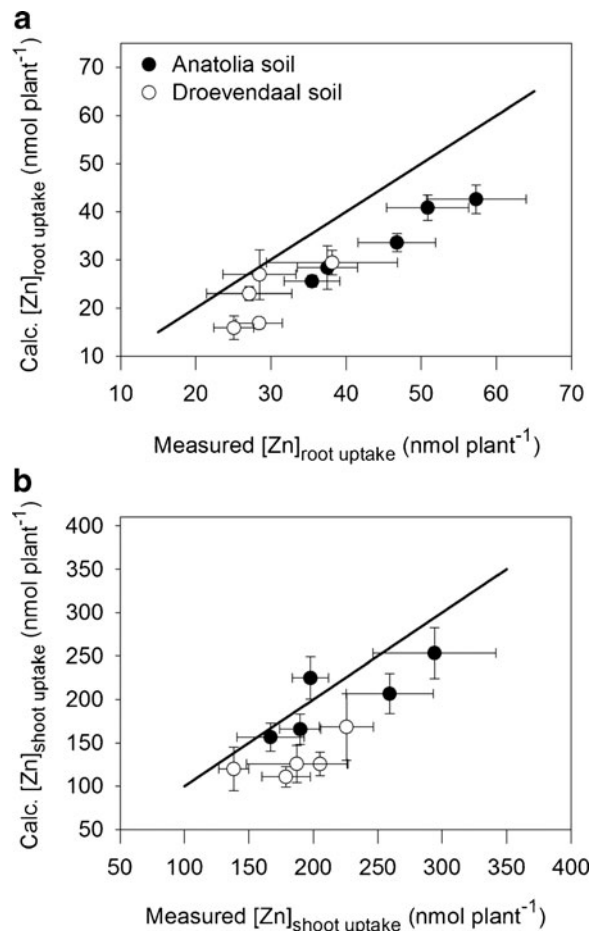 a
Anatolia soil
Droevendaal soil
70
60
50
40
30
20
10
Calc. [Zn]root uptake (nmol plant⁻¹)
10 20 30 40 50 60 70
Measured [Zn]root uptake (nmol plant⁻¹)
b
400
350
300
250
200
150
100
50
Calc. [Zn]shoot uptake (nmol plant⁻¹)
50 100 150 200 250 300 350 400
Measured [Zn]shoot uptake (nmol plant⁻¹)